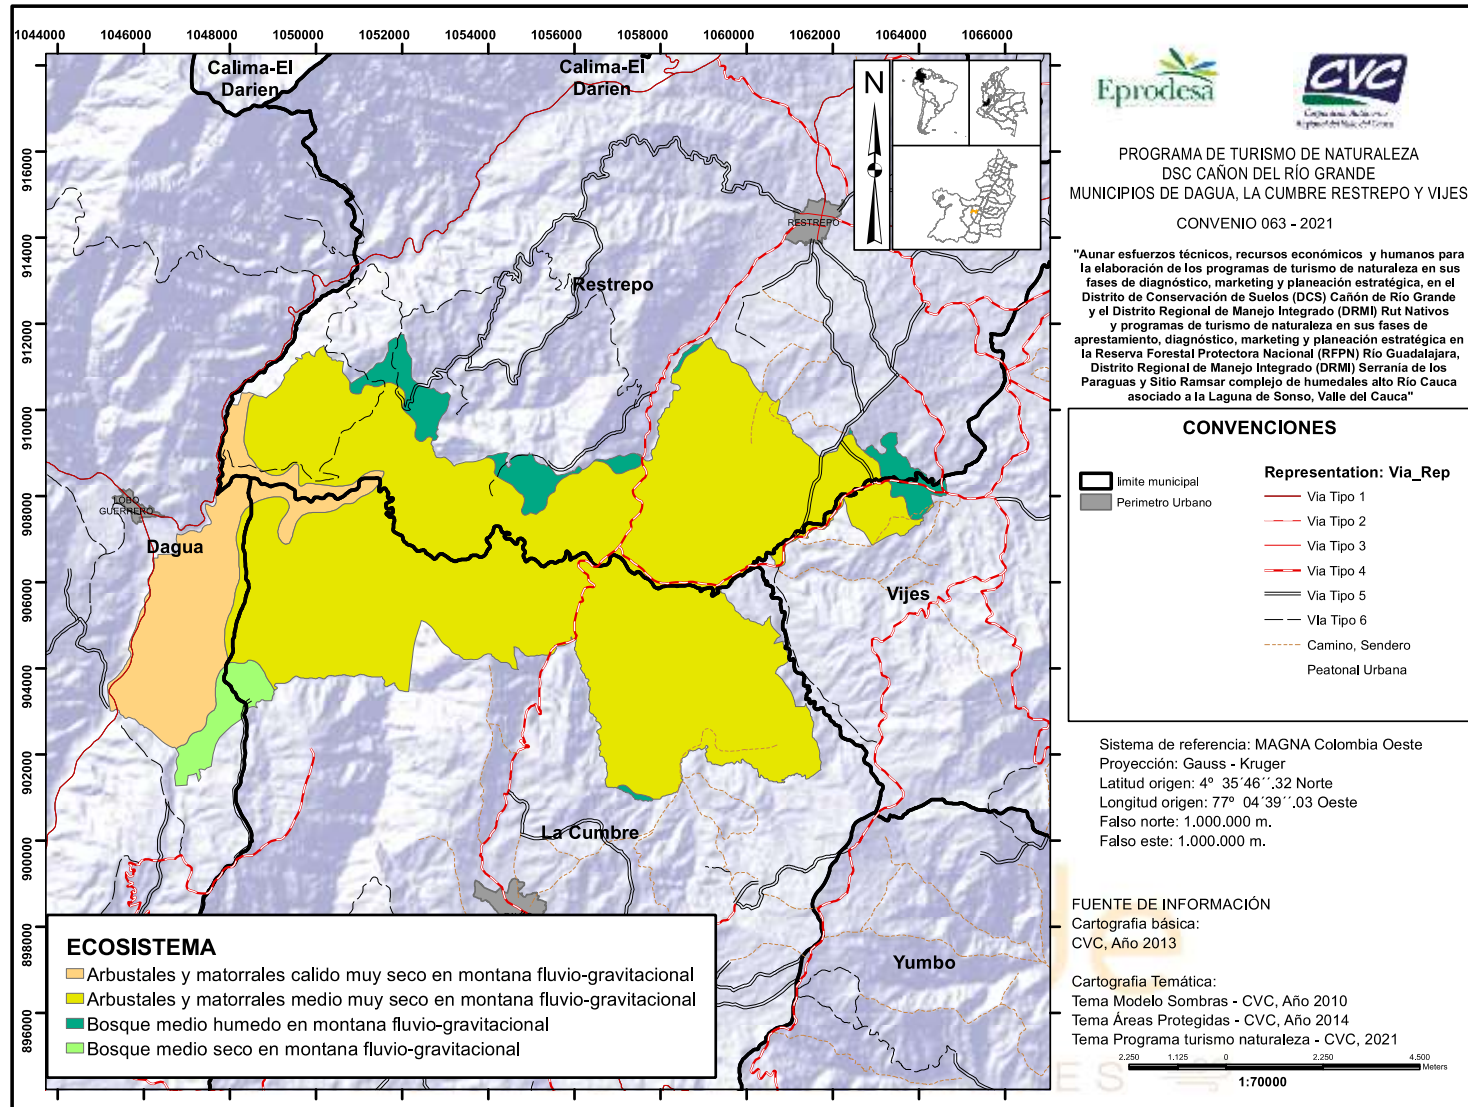 1044000 1046000 1048000 1050000 1052000 1054000 1056000 1058000 1060000 1062000 1064000 1066000
916000
914000
912000
910000
908000
906000
904000
902000
900000
898000
896000
Calima-El
Darien
Calima-El
Darien
N
RESTREPO
Restrepo
LOBO
GUERRERO
Dagua
Vijes
La Cumbre
Yumbo
ECOSISTEMA
Arbustales y matorrales calido muy seco en montana fluvio-gravitacional
Arbustales y matorrales medio muy seco en montana fluvio-gravitacional
Bosque medio humedo en montana fluvio-gravitacional
Bosque medio seco en montana fluvio-gravitacional
Eprodesa
CVC
Corporación Autónoma
Regional del Valle del Cauca
PROGRAMA DE TURISMO DE NATURALEZA
DSC CAÑON DEL RÍO GRANDE
MUNICIPIOS DE DAGUA, LA CUMBRE RESTREPO Y VIJES
CONVENIO 063 - 2021
"Aunar esfuerzos técnicos, recursos económicos y humanos para
la elaboración de los programas de turismo de naturaleza en sus
fases de diagnóstico, marketing y planeación estratégica, en el
Distrito de Conservación de Suelos (DCS) Cañón de Río Grande
y el Distrito Regional de Manejo Integrado (DRMI) Rut Nativos
y programas de turismo de naturaleza en sus fases de
aprestamiento, diagnóstico, marketing y planeación estratégica en
la Reserva Forestal Protectora Nacional (RFPN) Río Guadalajara,
Distrito Regional de Manejo Integrado (DRMI) Serranía de los
Paraguas y Sitio Ramsar complejo de humedales alto Río Cauca
asociado a la Laguna de Sonso, Valle del Cauca"
CONVENCIONES
limite municipal
Perimetro Urbano
Representation: Via_Rep
Via Tipo 1
Via Tipo 2
Via Tipo 3
Via Tipo 4
Via Tipo 5
VIa Tipo 6
Camino, Sendero
Peatonal Urbana
Sistema de referencia: MAGNA Colombia Oeste
Proyección: Gauss - Kruger
Latitud origen: 4º 35´46´´.32 Norte
Longitud origen: 77º 04´39´´.03 Oeste
Falso norte: 1.000.000 m.
Falso este: 1.000.000 m.
FUENTE DE INFORMACIÓN
Cartografia básica:
CVC, Año 2013
Cartografia Temática:
Tema Modelo Sombras - CVC, Año 2010
Tema Áreas Protegidas - CVC, Año 2014
Tema Programa turismo naturaleza - CVC, 2021
2.250 1.125 0 2.250 4.500
Meters
1:70000